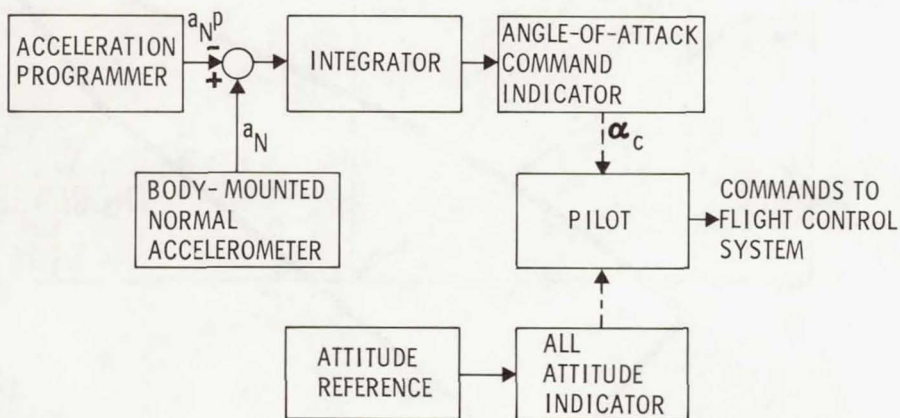 a_N^p
ACCELERATION
PROGRAMMER
-
+
INTEGRATOR
ANGLE-OF-ATTACK
COMMAND
INDICATOR
a_N
α_c
BODY-MOUNTED
NORMAL
ACCELEROMETER
PILOT
COMMANDS TO
FLIGHT CONTROL
SYSTEM
ATTITUDE
REFERENCE
ALL
ATTITUDE
INDICATOR